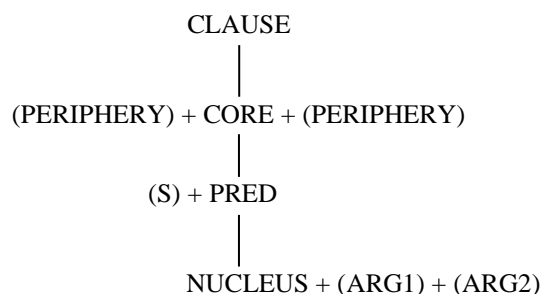 CLAUSE
(PERIPHERY) + CORE + (PERIPHERY)
(S) + PRED
NUCLEUS + (ARG1) + (ARG2)